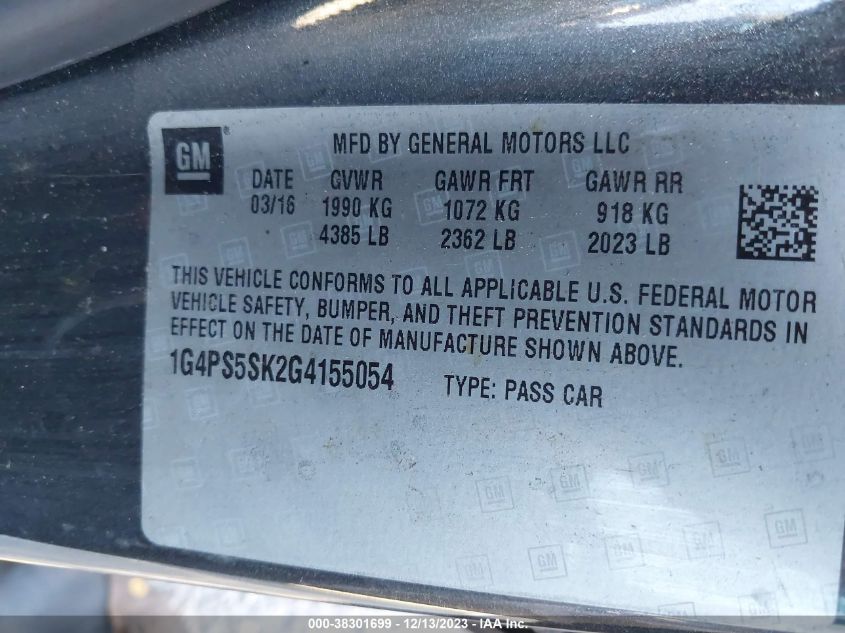 GM
MFD BY GENERAL MOTORS LLC
DATE GVWR GAWR FRT GAWR RR
03/16 1990 KG 1072 KG 918 KG
4385 LB 2362 LB 2023 LB
THIS VEHICLE CONFORMS TO ALL APPLICABLE U.S. FEDERAL MOTOR
VEHICLE SAFETY, BUMPER, AND THEFT PREVENTION STANDARDS IN
EFFECT ON THE DATE OF MANUFACTURE SHOWN ABOVE.
1G4PS5SK2G4155054 TYPE: PASS CAR
000-38301699 - 12/13/2023 - IAA Inc.